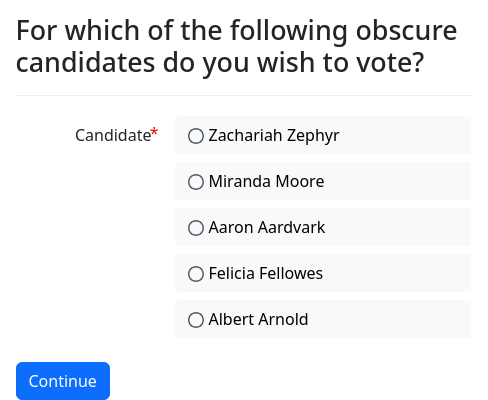 For which of the following obscure
candidates do you wish to vote?
Candidate*
Zachariah Zephyr
Miranda Moore
Aaron Aardvark
Felicia Fellowes
Albert Arnold
Continue